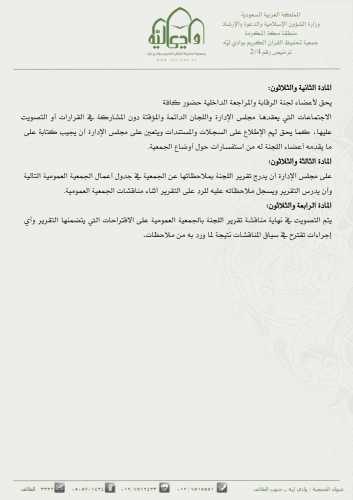 المملكة العربية السعودية
وزارة الشؤون الإسلامية والدعوة والإرشاد
منطقة مكة المكرمة
جمعية تحفيظ القرآن الكريم بوادي ليّه
ترخيص رقم 2/4
وادي ليّة
المادة الثانية والثلاثون:
يحق لأعضاء لجنة الرقابة والمراجعة الداخلية حضور كافة
الاجتماعات التي يعقدها مجلس الإدارة واللجان الدائمة والمؤقتة دون المشاركة في القرارات أو التصويت
عليها، كما يحق لهم الإطلاع على السجلات والمستندات ويتعين على مجلس الإدارة أن يجيب كتابة على
ما يقدمه أعضاء اللجنة له من استفسارات حول أوضاع الجمعية.
المادة الثالثة والثلاثون:
على مجلس الإدارة أن يدرج تقرير اللجنة بملاحظاتها عن الجمعية في جدول أعمال الجمعية العمومية التالية
وأن يدرس التقرير ويسجل ملاحظاته عليه للرد على التقرير أثناء مناقشات الجمعية العمومية.
المادة الرابعة والثلاثون:
يتم التصويت في نهاية مناقشة تقرير اللجنة بالجمعية العمومية على الاقتراحات التي يتضمنها التقرير وأي
إجراءات تقترح في سياق المناقشات نتيجة لما ورد به من ملاحظات.